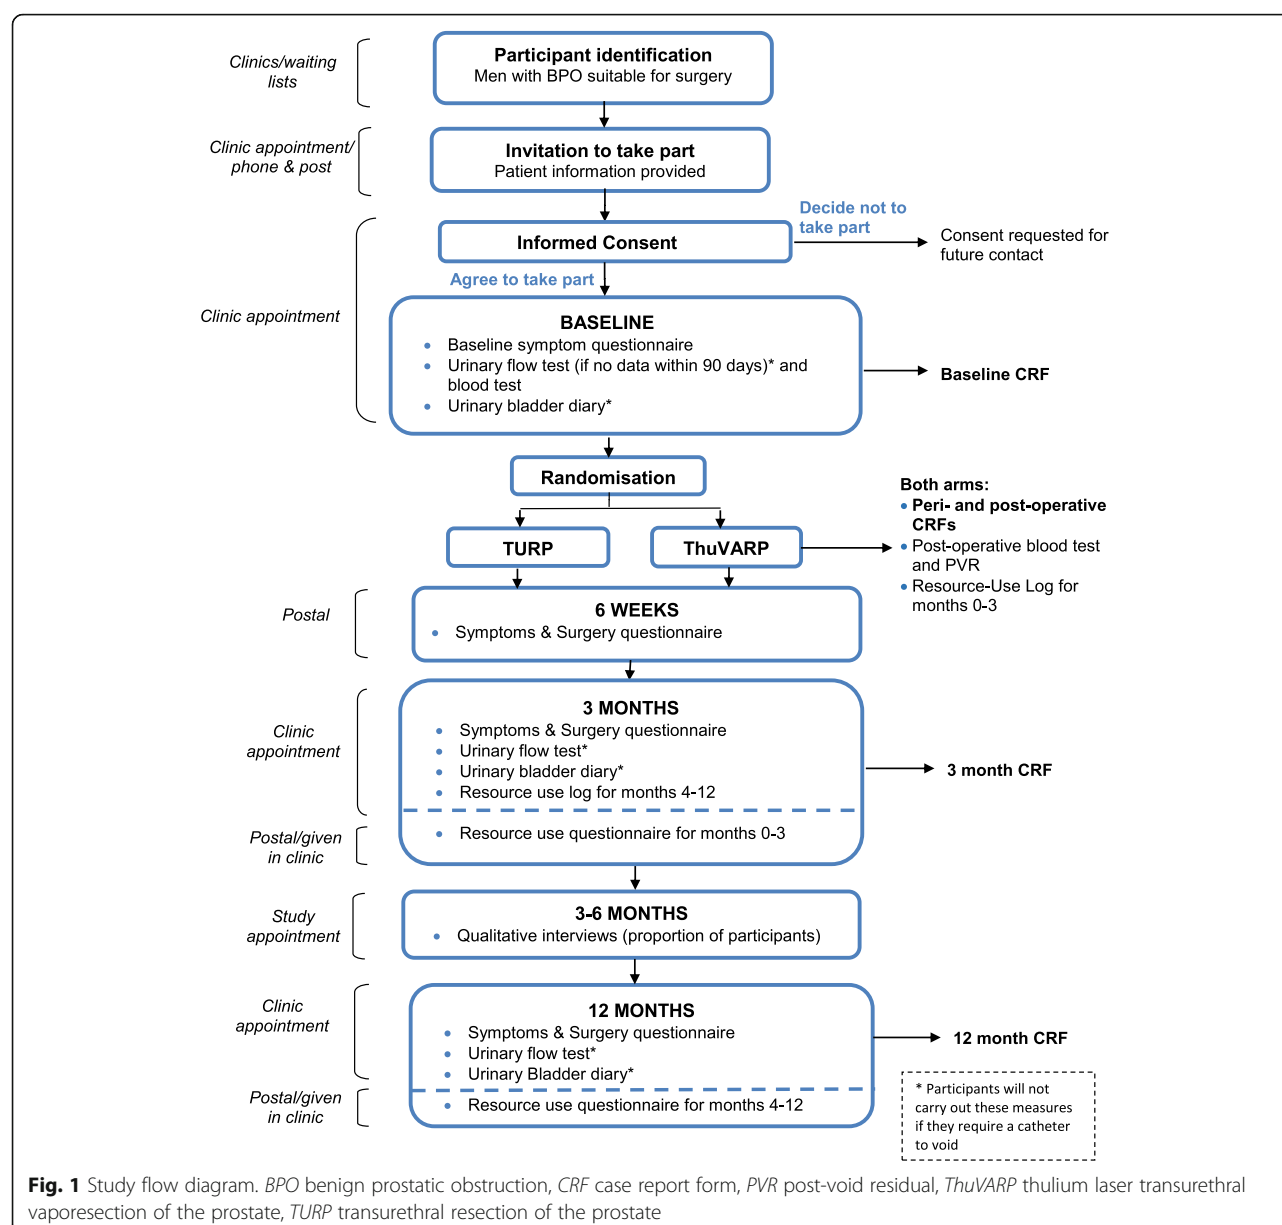 Clinics/waiting
lists
Participant identification
Men with BPO suitable for surgery
Clinic appointment/
phone & post
Invitation to take part
Patient information provided
Clinic appointment
Informed Consent
Decide not to
take part
Consent requested for
future contact
Agree to take part
BASELINE
• Baseline symptom questionnaire
• Urinary flow test (if no data within 90 days)* and
blood test
• Urinary bladder diary*
Baseline CRF
Randomisation
TURP
ThuVARP
Both arms:
• Peri- and post-operative
CRFs
• Post-operative blood test
and PVR
• Resource-Use Log for
months 0-3
Postal
6 WEEKS
• Symptoms & Surgery questionnaire
Clinic
appointment
3 MONTHS
• Symptoms & Surgery questionnaire
• Urinary flow test*
• Urinary bladder diary*
• Resource use log for months 4-12
3 month CRF
Postal/given
in clinic
• Resource use questionnaire for months 0-3
Study
appointment
3-6 MONTHS
• Qualitative interviews (proportion of participants)
Clinic
appointment
12 MONTHS
• Symptoms & Surgery questionnaire
• Urinary flow test*
• Urinary Bladder diary*
12 month CRF
Postal/given
in clinic
• Resource use questionnaire for months 4-12
* Participants will not
carry out these measures
if they require a catheter
to void
Fig. 1 Study flow diagram. BPO benign prostatic obstruction, CRF case report form, PVR post-void residual, ThuVARP thulium laser transurethral
vaporesection of the prostate, TURP transurethral resection of the prostate